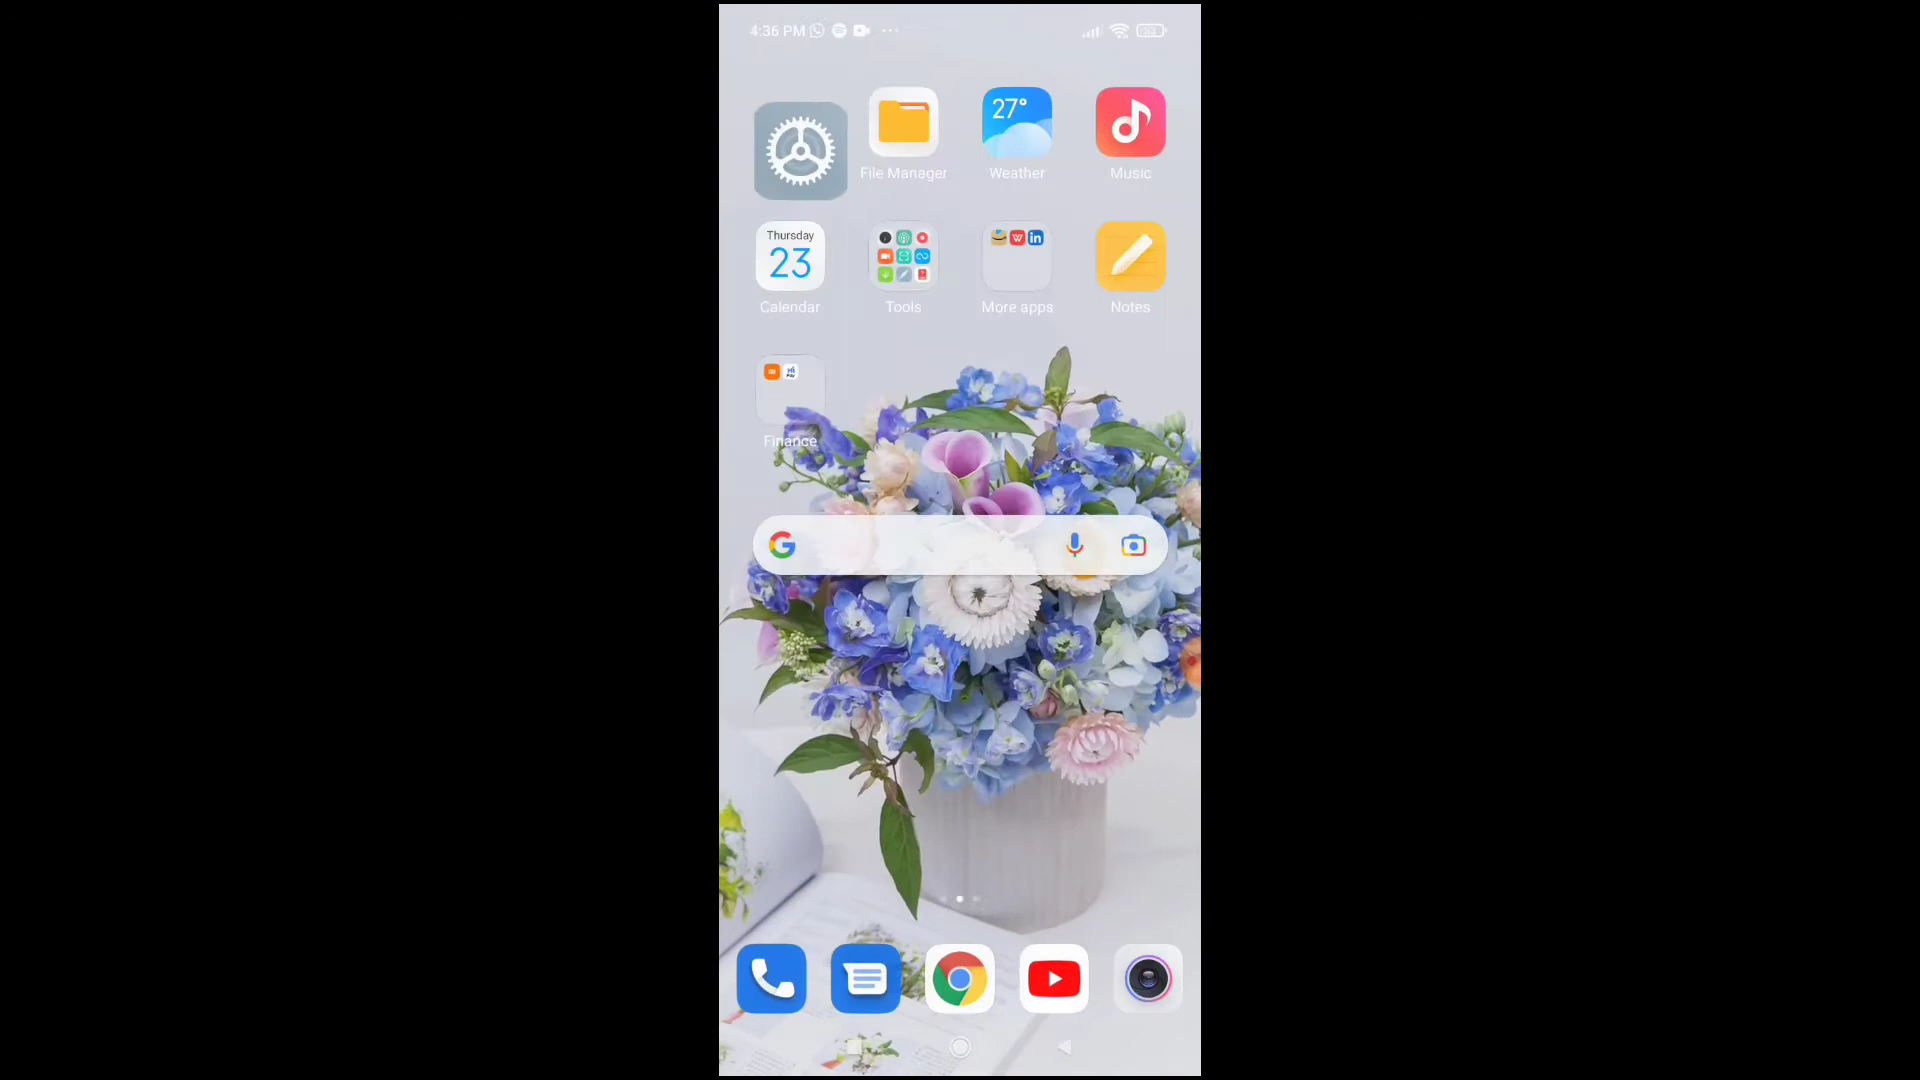 4:36 PM
27°
File Manager
Weather
Music
Thursday
23
Calendar
Tools
More apps
Notes
Finance